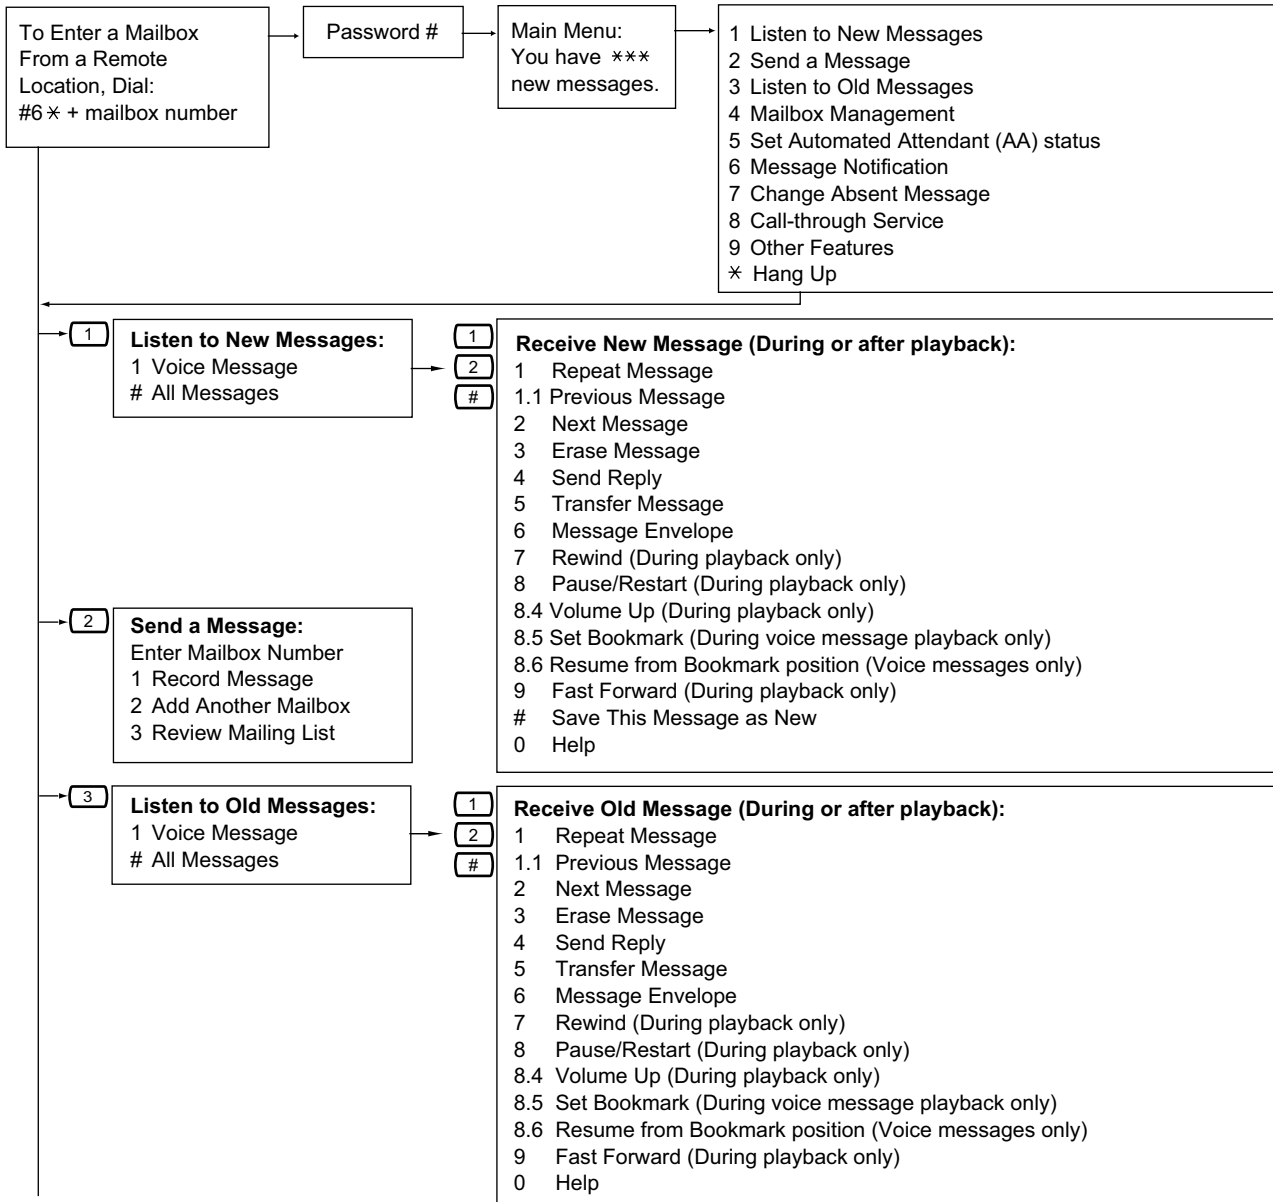 To Enter a Mailbox
From a Remote
Location, Dial:
#6 * + mailbox number
Password #
Main Menu:
You have ***
new messages.
1 Listen to New Messages
2 Send a Message
3 Listen to Old Messages
4 Mailbox Management
5 Set Automated Attendant (AA) status
6 Message Notification
7 Change Absent Message
8 Call-through Service
9 Other Features
* Hang Up
1
Listen to New Messages:
1 Voice Message
# All Messages
1
2
#
Receive New Message (During or after playback):
1 Repeat Message
1.1 Previous Message
2 Next Message
3 Erase Message
4 Send Reply
5 Transfer Message
6 Message Envelope
7 Rewind (During playback only)
8 Pause/Restart (During playback only)
8.4 Volume Up (During playback only)
8.5 Set Bookmark (During voice message playback only)
8.6 Resume from Bookmark position (Voice messages only)
9 Fast Forward (During playback only)
# Save This Message as New
0 Help
2
Send a Message:
Enter Mailbox Number
1 Record Message
2 Add Another Mailbox
3 Review Mailing List
3
Listen to Old Messages:
1 Voice Message
# All Messages
1
2
#
Receive Old Message (During or after playback):
1 Repeat Message
1.1 Previous Message
2 Next Message
3 Erase Message
4 Send Reply
5 Transfer Message
6 Message Envelope
7 Rewind (During playback only)
8 Pause/Restart (During playback only)
8.4 Volume Up (During playback only)
8.5 Set Bookmark (During voice message playback only)
8.6 Resume from Bookmark position (Voice messages only)
9 Fast Forward (During playback only)
0 Help